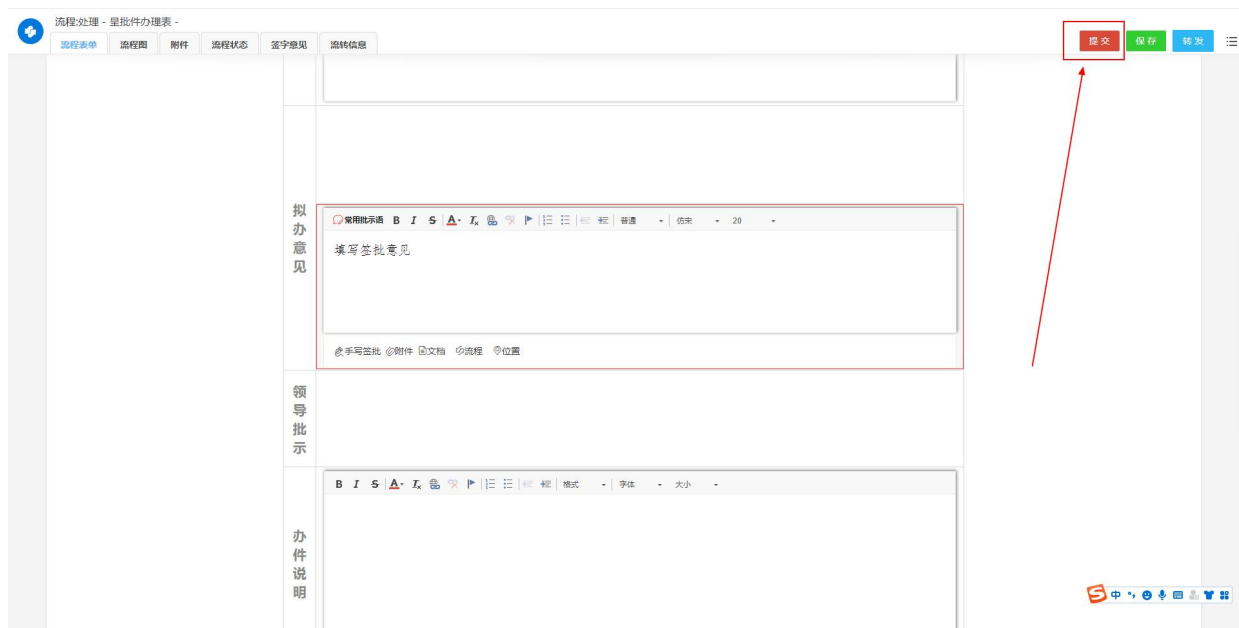 流程:处理 - 呈批件办理表 -
流程表单 流程图 附件 流程状态 签字意见 流转信息
提交 保存 转发
拟办意见
常用批示语 B I S A Tx 普通 仿宋 20
填写签批意见
手写签批 附件 文档 流程 位置
领导批示
B I S A Tx 格式 字体 大小
办件说明
S 中